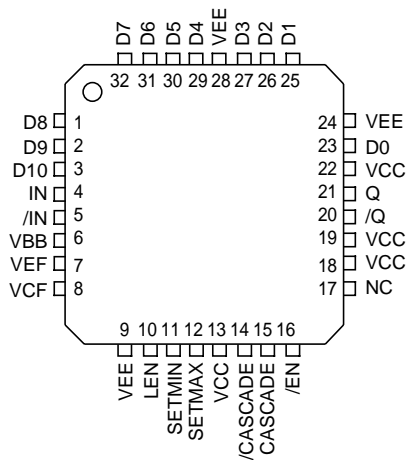 D7 D6 D5 D4 VEE D3 D2 D1
32 31 30 29 28 27 26 25
D8 1 24 VEE
D9 2 23 D0
D10 3 22 VCC
IN 4 21 Q
/IN 5 20 /Q
VBB 6 19 VCC
VEF 7 18 VCC
VCF 8 17 NC
9 10 11 12 13 14 15 16
VEE LEN SETMIN SETMAX VCC /CASCADE CASCADE /EN